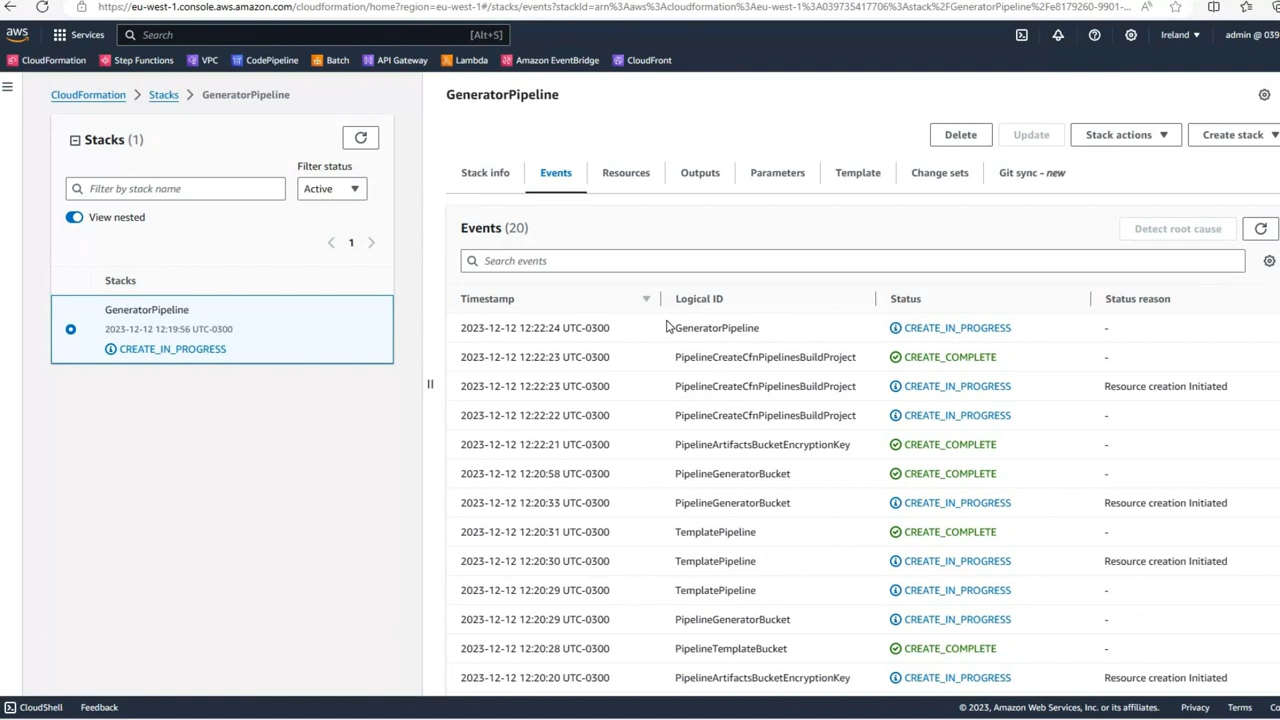 https://eu-west-1.console.aws.amazon.com/cloudformation/home?region=eu-west-1#/stacks/events?stackId=arn%3Aaws%3Acloudformation%3Aeu-west-1%3A039735417706%3Astack%2FGeneratorPipeline%2Fe8179260-9901-...
aws Services Search [Alt+S] Ireland ▼ admin @ 039
CloudFormation Step Functions VPC CodePipeline Batch API Gateway Lambda Amazon EventBridge CloudFront
CloudFormation > Stacks > GeneratorPipeline
GeneratorPipeline
Stacks (1)
Filter status
Filter by stack name Active ▼
View nested
< 1 >
Stacks
GeneratorPipeline
2023-12-12 12:19:56 UTC-0300
CREATE_IN_PROGRESS
Delete Update Stack actions ▼ Create stack ▼
Stack info Events Resources Outputs Parameters Template Change sets Git sync - new
Events (20) Detect root cause
Search events
Timestamp Logical ID Status Status reason
2023-12-12 12:22:24 UTC-0300 GeneratorPipeline CREATE_IN_PROGRESS -
2023-12-12 12:22:23 UTC-0300 PipelineCreateCfnPipelinesBuildProject CREATE_COMPLETE -
2023-12-12 12:22:23 UTC-0300 PipelineCreateCfnPipelinesBuildProject CREATE_IN_PROGRESS Resource creation Initiated
2023-12-12 12:22:22 UTC-0300 PipelineCreateCfnPipelinesBuildProject CREATE_IN_PROGRESS -
2023-12-12 12:22:21 UTC-0300 PipelineArtifactsBucketEncryptionKey CREATE_COMPLETE -
2023-12-12 12:20:58 UTC-0300 PipelineGeneratorBucket CREATE_COMPLETE -
2023-12-12 12:20:33 UTC-0300 PipelineGeneratorBucket CREATE_IN_PROGRESS Resource creation Initiated
2023-12-12 12:20:31 UTC-0300 TemplatePipeline CREATE_COMPLETE -
2023-12-12 12:20:30 UTC-0300 TemplatePipeline CREATE_IN_PROGRESS Resource creation Initiated
2023-12-12 12:20:29 UTC-0300 TemplatePipeline CREATE_IN_PROGRESS -
2023-12-12 12:20:29 UTC-0300 PipelineGeneratorBucket CREATE_IN_PROGRESS -
2023-12-12 12:20:28 UTC-0300 PipelineTemplateBucket CREATE_COMPLETE -
2023-12-12 12:20:20 UTC-0300 PipelineArtifactsBucketEncryptionKey CREATE_IN_PROGRESS Resource creation Initiated
CloudShell Feedback © 2023, Amazon Web Services, Inc. or its affiliates. Privacy Terms Co